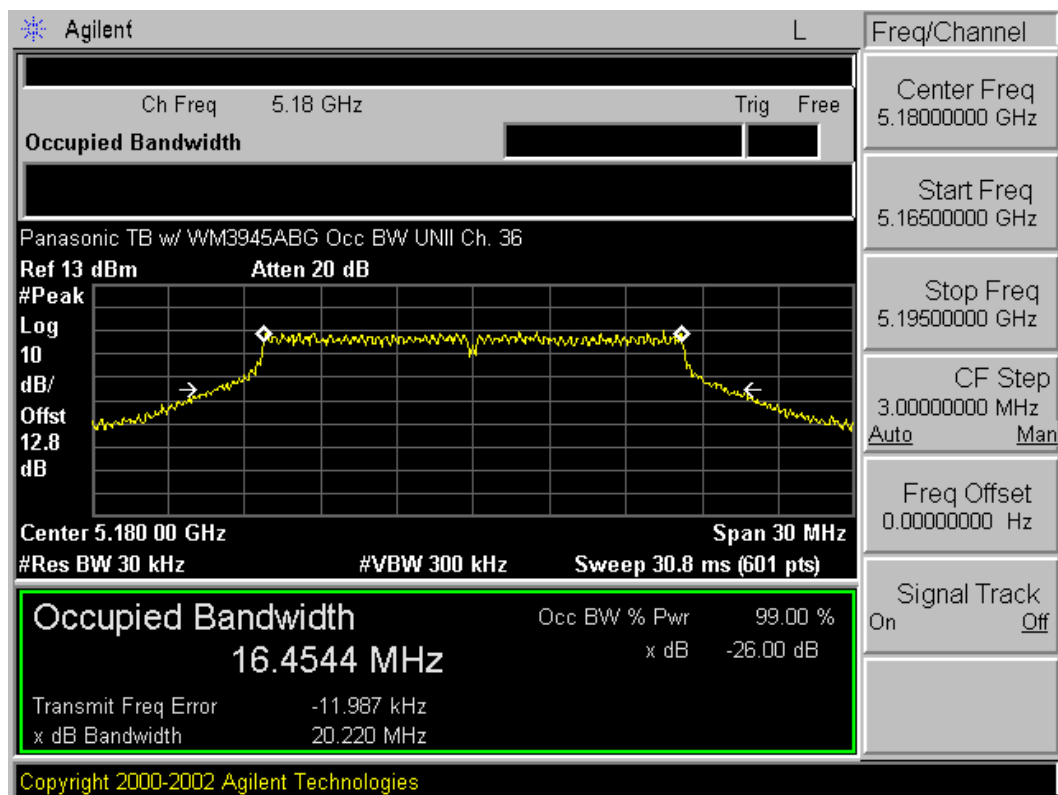 Agilent L
Ch Freq 5.18 GHz Trig Free
Occupied Bandwidth
Panasonic TB w/ WM3945ABG Occ BW UNII Ch. 36
Ref 13 dBm Atten 20 dB
#Peak
Log
10
dB/
Offst
12.8
dB
Center 5.180 00 GHz Span 30 MHz
#Res BW 30 kHz #VBW 300 kHz Sweep 30.8 ms (601 pts)
Occupied Bandwidth Occ BW % Pwr 99.00 %
16.4544 MHz x dB -26.00 dB
Transmit Freq Error -11.987 kHz
x dB Bandwidth 20.220 MHz
Copyright 2000-2002 Agilent Technologies
Freq/Channel
Center Freq
5.18000000 GHz
Start Freq
5.16500000 GHz
Stop Freq
5.19500000 GHz
CF Step
3.00000000 MHz
Auto Man
Freq Offset
0.00000000 Hz
Signal Track
On Off